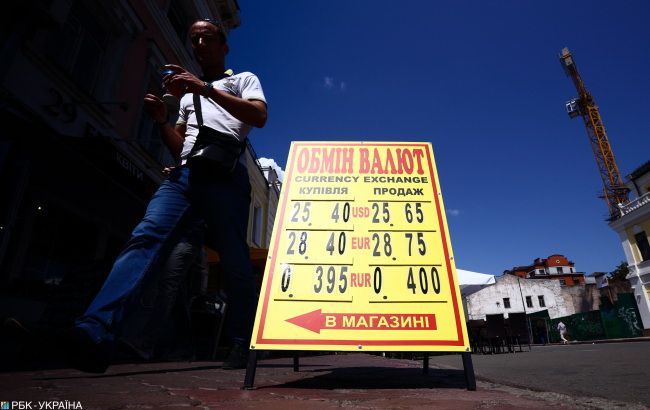 ОБМІН ВАЛЮТ
CURRENCY EXCHANGE
КУПІВЛЯ ПРОДАЖ
25 40 USD 25 65
28 40 EUR 28 75
0 395 RUR 0 400
В МАГАЗИНІ
РБК - УКРАЇНА